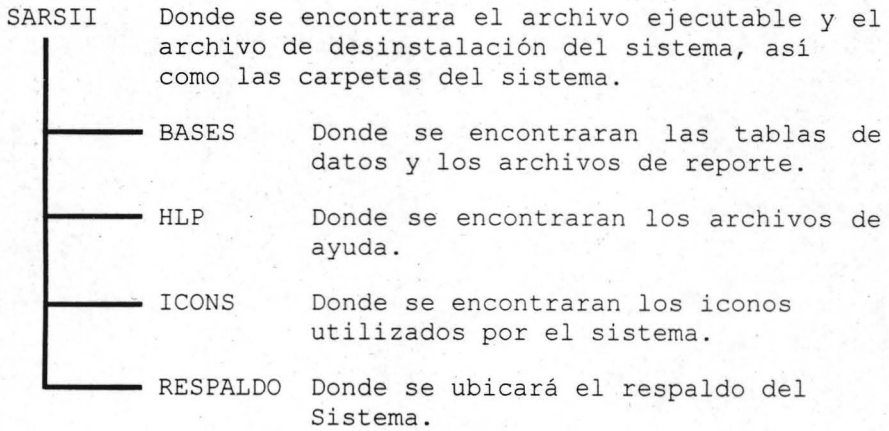 SARSII Donde se encontrara el archivo ejecutable y el
archivo de desinstalación del sistema, así
como las carpetas del sistema.
BASES Donde se encontraran las tablas de
datos y los archivos de reporte.
HLP Donde se encontraran los archivos de
ayuda.
ICONS Donde se encontraran los iconos
utilizados por el sistema.
RESPALDO Donde se ubicará el respaldo del
Sistema.